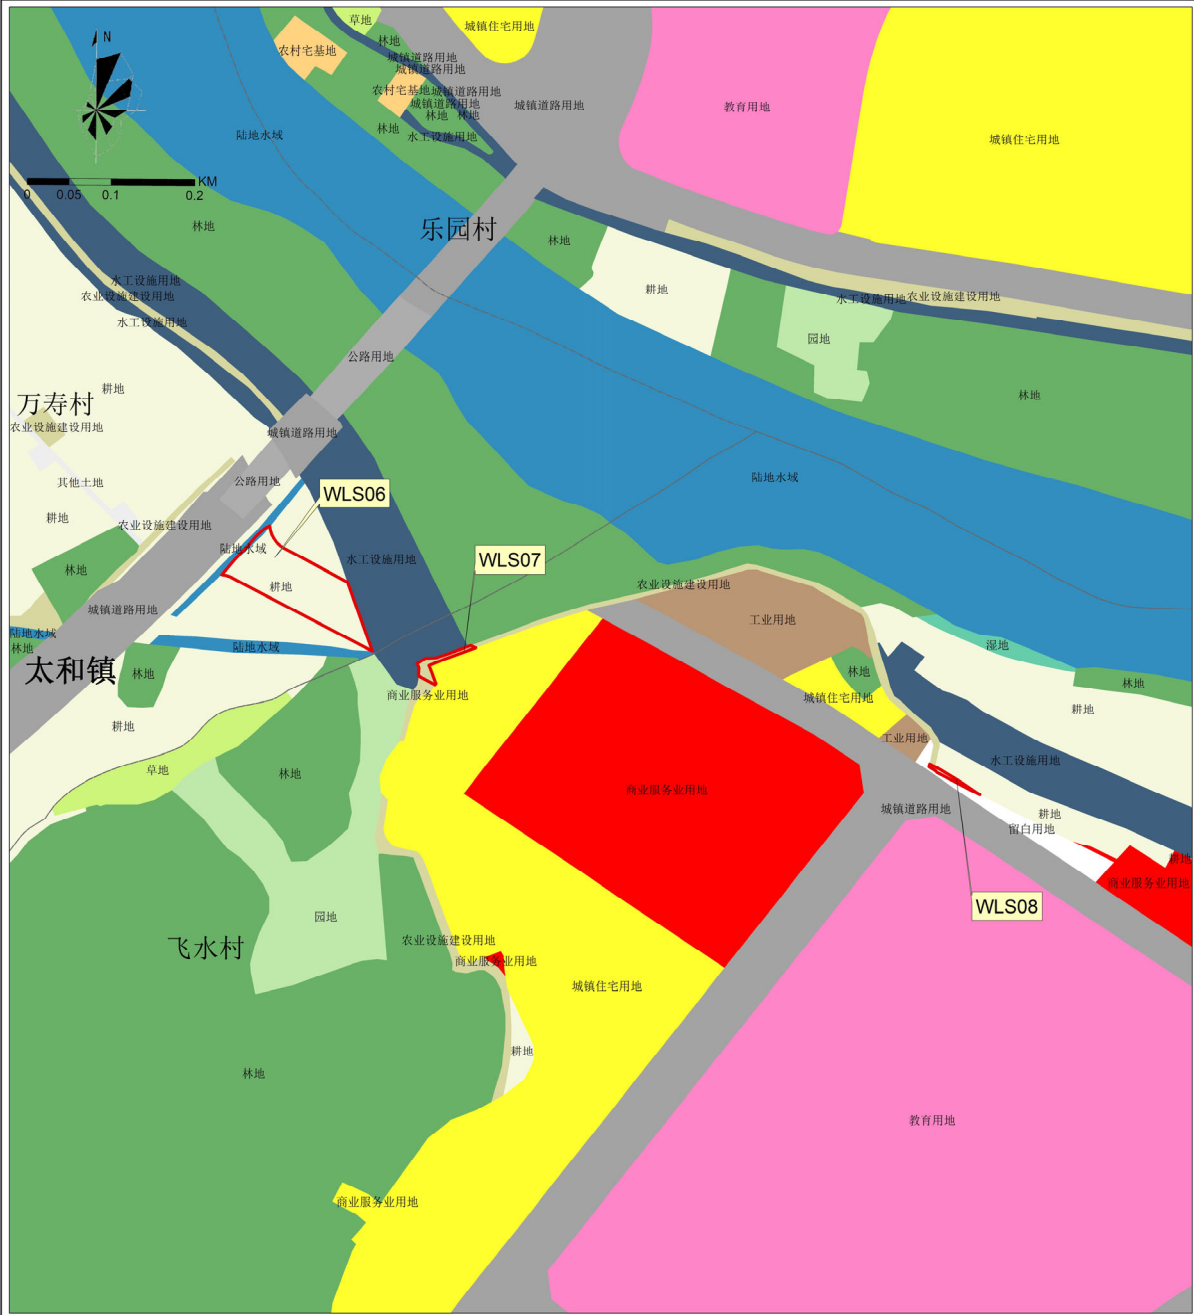 草地
城镇住宅用地
N
林地
农村宅基地
城镇道路用地
城镇道路用地
农村宅基地
城镇道路用地
城镇道路用地
城镇道路用地
教育用地
林地
林地
林地
水工设施用地
陆地水域
城镇住宅用地
KM
0
0.05
0.1
0.2
林地
乐园村
林地
水工设施用地
农业设施建设用地
水工设施用地
耕地
水工设施用地
农业设施建设用地
园地
公路用地
耕地
万寿村
林地
农业设施建设用地
城镇道路用地
其他土地
公路用地
陆地水域
WLS06
耕地
农业设施建设用地
陆地水域
水工设施用地
WLS07
林地
耕地
农业设施建设用地
城镇道路用地
工业用地
陆地水域
林地
陆地水域
湿地
太和镇
林地
商业服务业用地
城镇住宅用地
林地
耕地
耕地
工业用地
草地
林地
水工设施用地
商业服务业用地
城镇道路用地
耕地
留白用地
耕地
商业服务业用地
WLS08
园地
飞水村
农业设施建设用地
商业服务业用地
城镇住宅用地
耕地
林地
教育用地
商业服务业用地